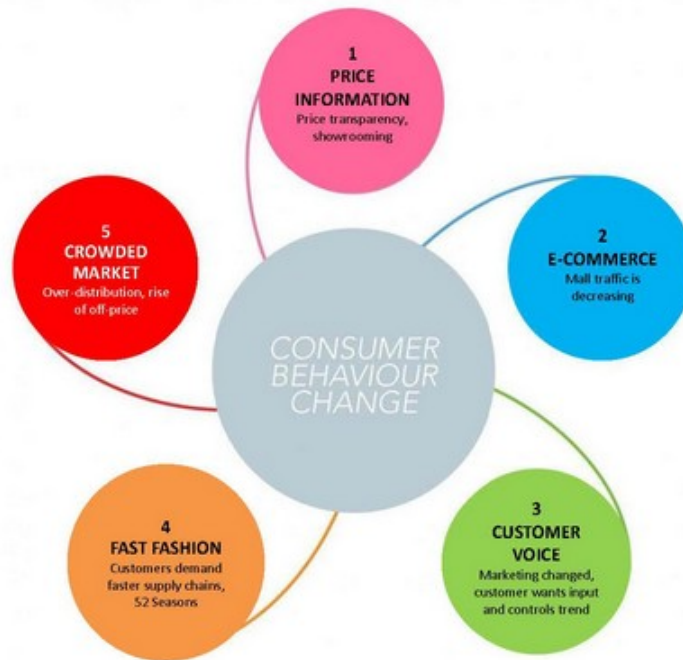 1
PRICE
INFORMATION
Price transparency,
showrooming
2
E-COMMERCE
Mall traffic is
decreasing
3
CUSTOMER
VOICE
Marketing changed,
customer wants input
and controls trend
4
FAST FASHION
Customers demand
faster supply chains,
52 Seasons
5
CROWDED
MARKET
Over-distribution, rise
of off-price
CONSUMER
BEHAVIOUR
CHANGE